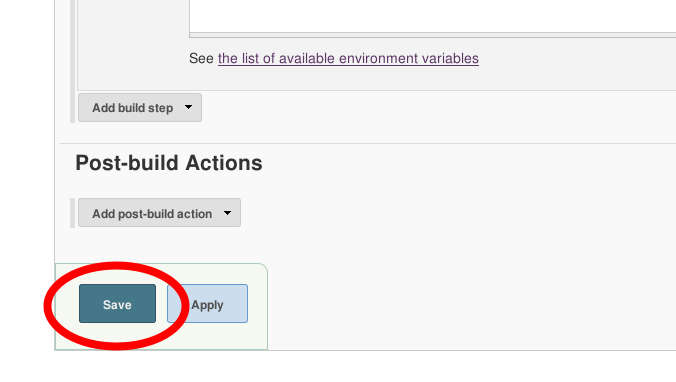 See the list of available environment variables
Add build step
Post-build Actions
Add post-build action
Save Apply